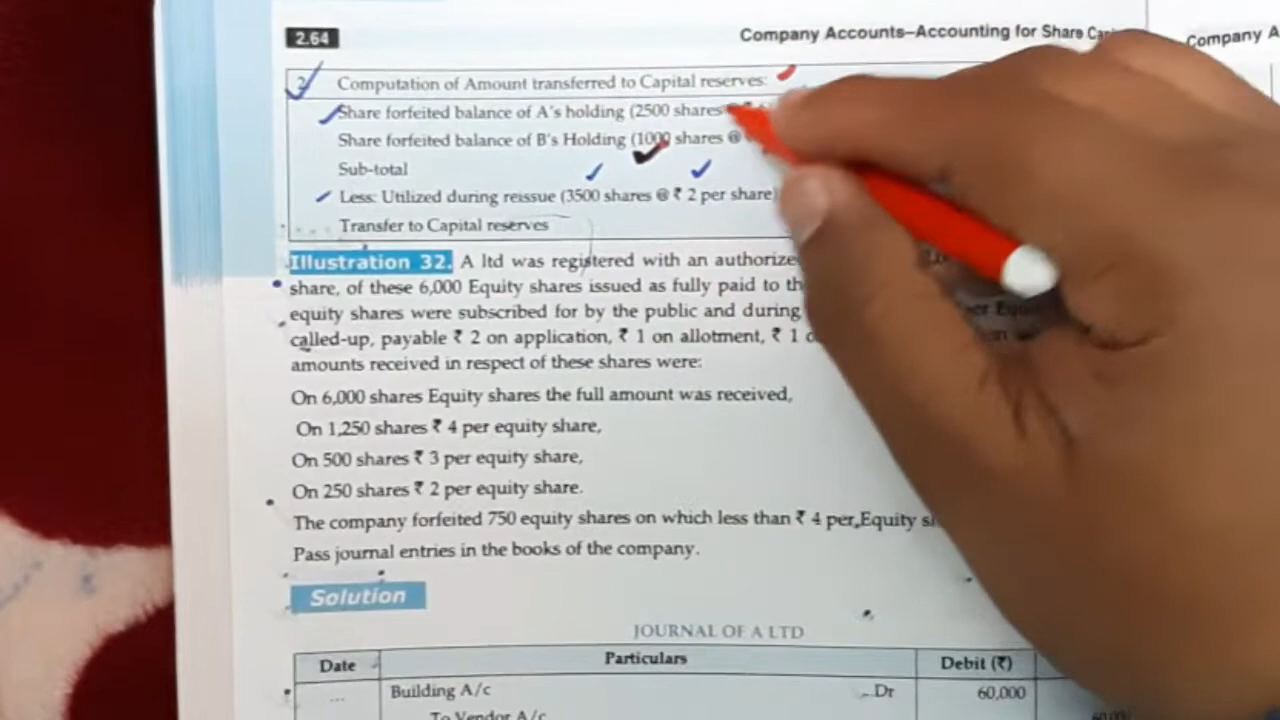 2.64
Company Accounts—Accounting for Share
Company A
2. Computation of Amount transferred to Capital reserves:
Share forfeited balance of A's holding (2500 shares
Share forfeited balance of B's Holding (1000 shares @
Sub-total
Less: Utilized during reissue (3500 shares @ ₹ 2 per share)
Transfer to Capital reserves
Illustration 32. A ltd was registered with an
share, of these 6,000 Equity shares issued as fully paid to
equity shares were subscribed for by the public and during
called-up, payable ₹ 2 on application, ₹ 1 on allotment, ₹ 1
amounts received in respect of these shares were:
On 6,000 shares Equity shares the full amount was received,
On 1,250 shares ₹ 4 per equity share,
On 500 shares ₹ 3 per equity share,
On 250 shares ₹ 2 per equity share.
The company forfeited 750 equity shares on which less than ₹ 4 per Equity
Pass journal entries in the books of the company.
Solution
JOURNAL OF A LTD
Date Particulars Debit (₹)
... Building A/c ...Dr 60,000
To Vendor A/c